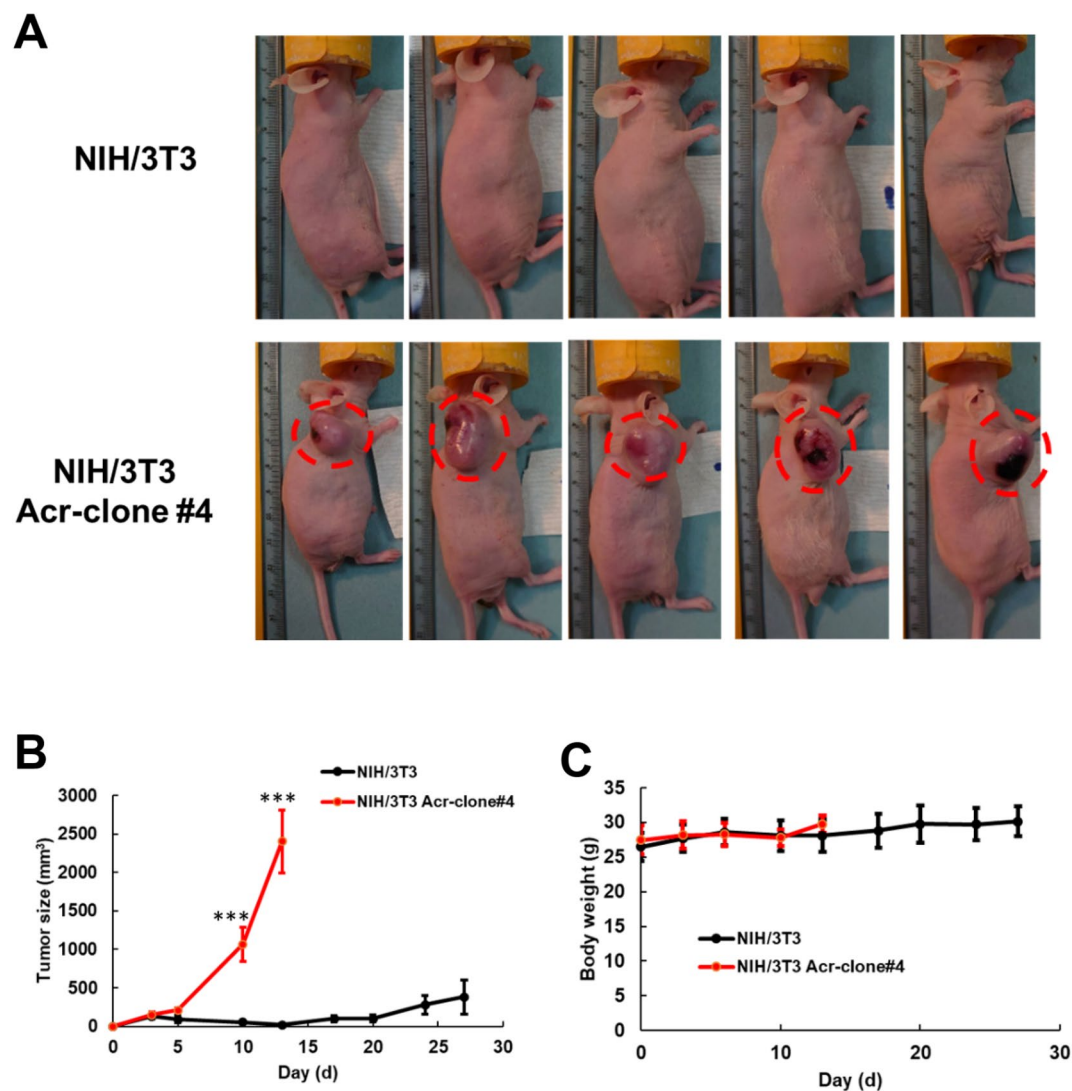 A
NIH/3T3
NIH/3T3
Acr-clone #4
B
NIH/3T3
NIH/3T3 Acr-clone#4
***
***
3000
2500
2000
1500
1000
500
0
Tumor size (mm³)
0 5 10 15 20 25 30
Day (d)
C
35
30
25
20
15
10
5
0
Body weight (g)
NIH/3T3
NIH/3T3 Acr-clone#4
0 10 20 30
Day (d)